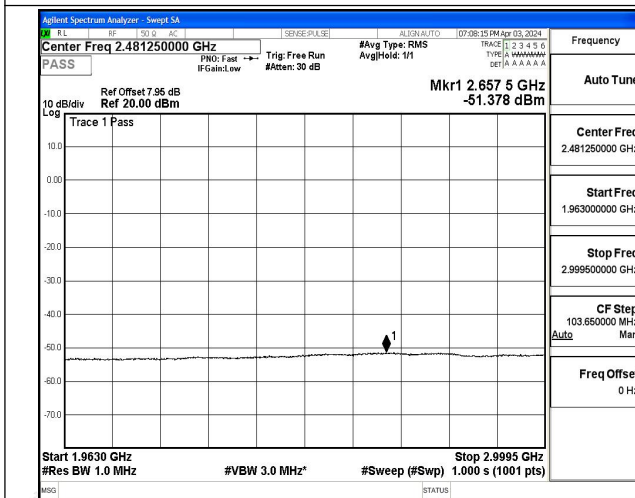 Agilent Spectrum Analyzer - Swept SA
RL RF 50 Ω AC SENSE:PULSE ALIGN AUTO 07:08:15 PM Apr 03, 2024
Center Freq 2.481250000 GHz
PASS
PNO: Fast
IFGain:Low
Trig: Free Run
#Atten: 30 dB
#Avg Type: RMS
Avg|Hold: 1/1
TRACE 1 2 3 4 5 6
TYPE A
DET A A A A A A
Mkr1 2.657 5 GHz
-51.378 dBm
Ref Offset 7.95 dB
10 dB/div Ref 20.00 dBm
Log
Trace 1 Pass
10.0
0.00
-10.0
-20.0
-30.0
-40.0
-50.0
-60.0
-70.0
1
Start 1.9630 GHz Stop 2.9995 GHz
#Res BW 1.0 MHz #VBW 3.0 MHz* #Sweep (#Swp) 1.000 s (1001 pts)
MSG STATUS
Frequency
Auto Tune
Center Freq
2.481250000 GHz
Start Freq
1.963000000 GHz
Stop Freq
2.999500000 GHz
CF Step
103.650000 MHz
Auto Man
Freq Offset
0 Hz